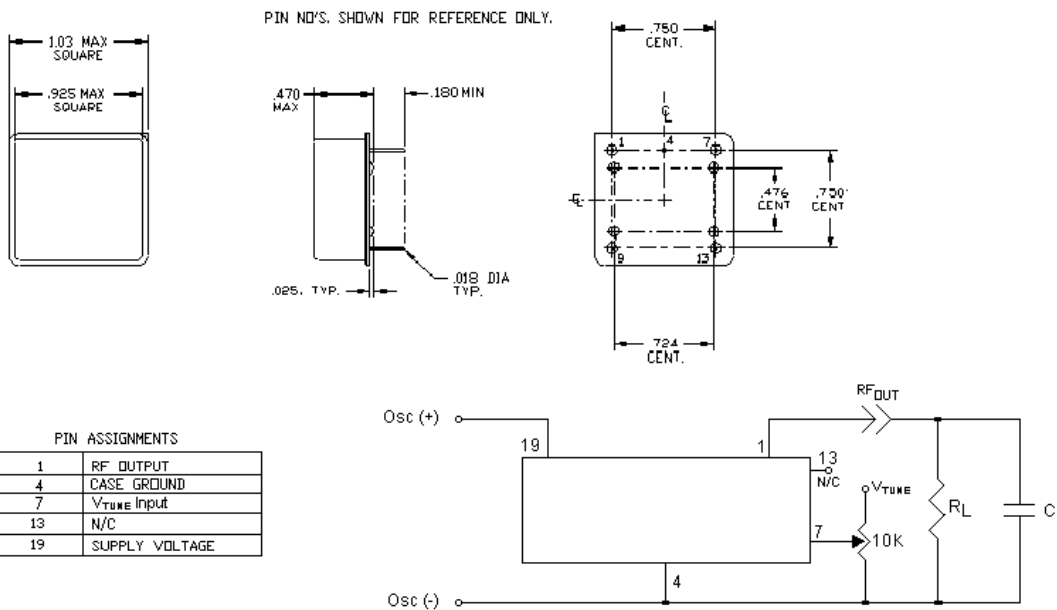 PIN NO'S. SHOWN FOR REFERENCE ONLY.
1.03 MAX
SQUARE
.925 MAX
SQUARE
.470
MAX
.180 MIN
.018 DIA
TYP.
.025. TYP.
.750
CENT.
℄
1
4
7
℄
.476
CENT
.750
CENT
9
13
.724
CENT.
PIN ASSIGNMENTS
1 RF OUTPUT
4 CASE GROUND
7 VTUNE Input
13 N/C
19 SUPPLY VOLTAGE
Osc (+)
19
1
RFOUT
13
N/C
VTUNE
7
10K
RL
C
4
Osc (-)